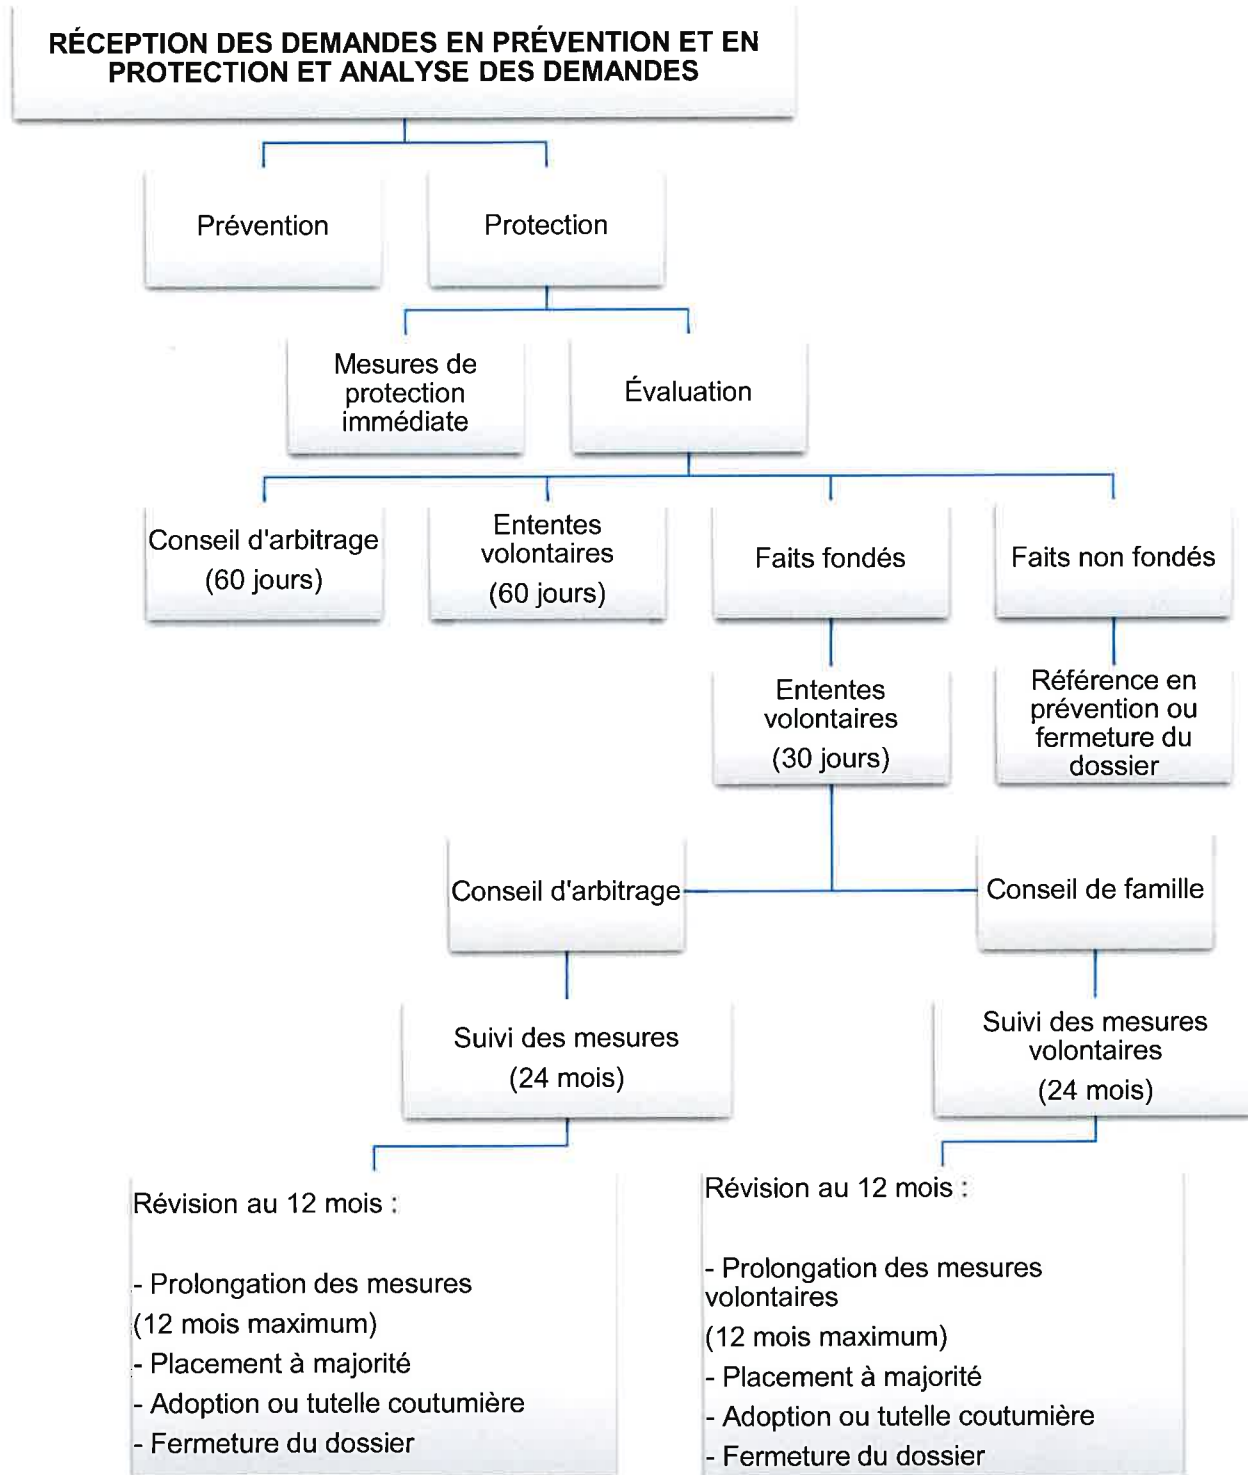 RÉCEPTION DES DEMANDES EN PRÉVENTION ET EN
PROTECTION ET ANALYSE DES DEMANDES
Prévention
Protection
Mesures de
protection
immédiate
Évaluation
Conseil d'arbitrage
(60 jours)
Ententes
volontaires
(60 jours)
Faits fondés
Faits non fondés
Ententes
volontaires
(30 jours)
Référence en
prévention ou
fermeture du
dossier
Conseil d'arbitrage
Conseil de famille
Suivi des mesures
(24 mois)
Suivi des mesures
volontaires
(24 mois)
Révision au 12 mois :
- Prolongation des mesures
(12 mois maximum)
- Placement à majorité
- Adoption ou tutelle coutumière
- Fermeture du dossier
Révision au 12 mois :
- Prolongation des mesures
volontaires
(12 mois maximum)
- Placement à majorité
- Adoption ou tutelle coutumière
- Fermeture du dossier